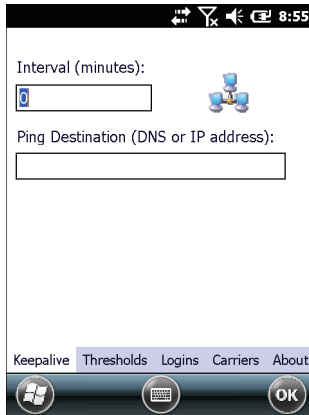 8:55
Interval (minutes):
0
Ping Destination (DNS or IP address):
Keepalive Thresholds Logins Carriers About
OK